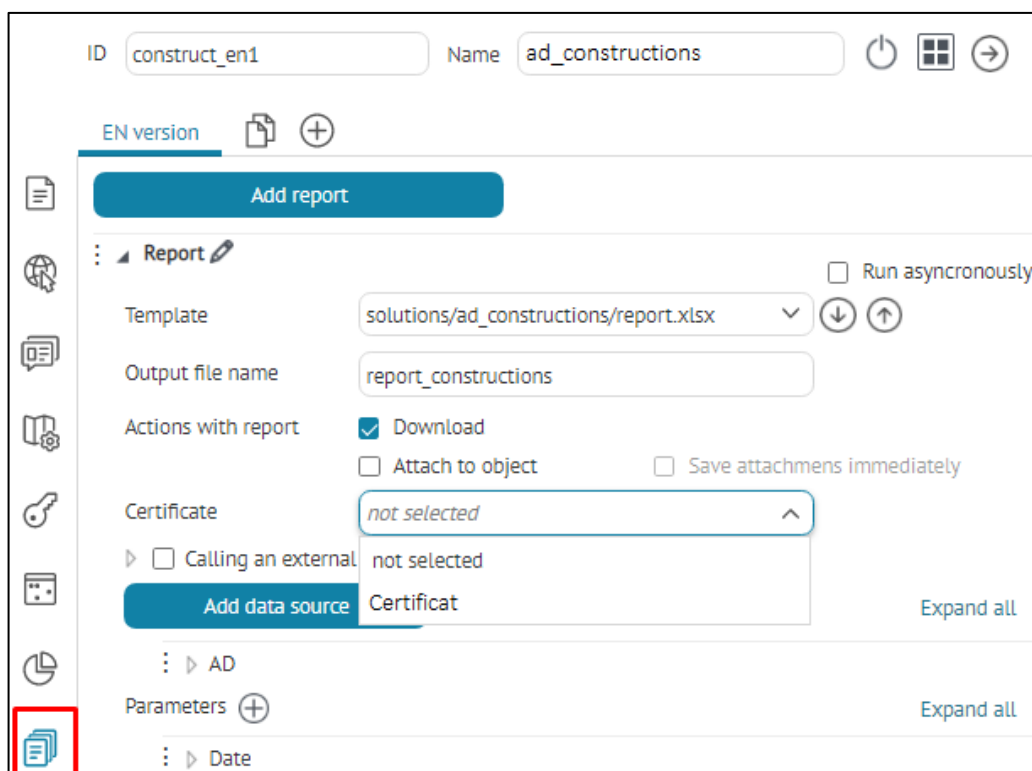 ID construct_en1 Name ad_constructions
EN version
Add report
Report
Run asyncronously
Template solutions/ad_constructions/report.xlsx
Output file name report_constructions
Actions with report Download
Attach to object Save attachmens immediately
Certificate not selected
Calling an external not selected
Add data source Certificat Expand all
AD
Parameters Expand all
Date